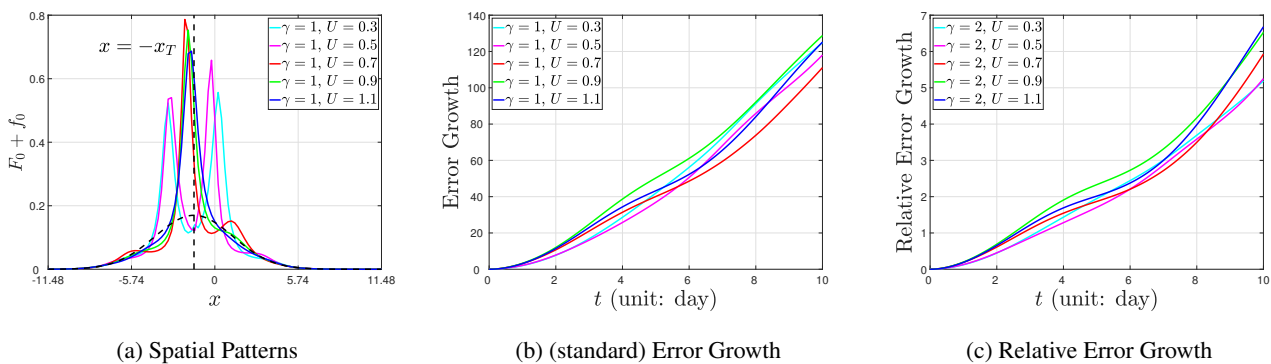 0.8
0.6
0.4
0.2
0
F₀ + f₀
x = −x_T
γ = 1, U = 0.3
γ = 1, U = 0.5
γ = 1, U = 0.7
γ = 1, U = 0.9
γ = 1, U = 1.1
-11.48 -5.74 0 5.74 11.48
x
(a) Spatial Patterns
140
120
100
80
60
40
20
0
Error Growth
γ = 1, U = 0.3
γ = 1, U = 0.5
γ = 1, U = 0.7
γ = 1, U = 0.9
γ = 1, U = 1.1
0 2 4 6 8 10
t (unit: day)
(b) (standard) Error Growth
7
6
5
4
3
2
1
0
Relative Error Growth
γ = 2, U = 0.3
γ = 2, U = 0.5
γ = 2, U = 0.7
γ = 2, U = 0.9
γ = 2, U = 1.1
0 2 4 6 8 10
t (unit: day)
(c) Relative Error Growth